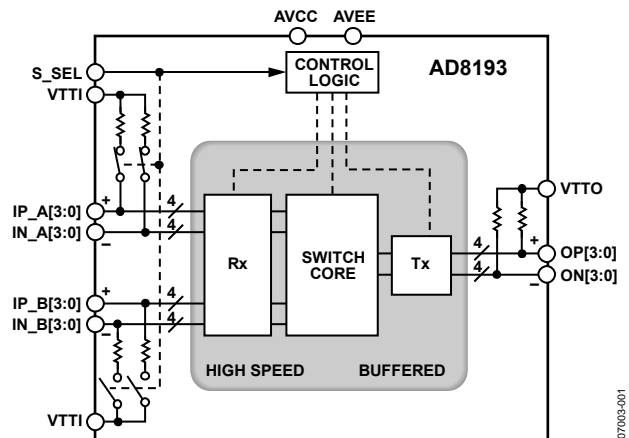 AVCC AVEE
S_SEL
CONTROL
LOGIC
AD8193
VTTI
VTTO
+
IP_A[3:0]
4
IN_A[3:0]
4
−
Rx
SWITCH
CORE
Tx
4
+
OP[3:0]
4
ON[3:0]
−
+
IP_B[3:0]
4
IN_B[3:0]
4
−
HIGH SPEED
BUFFERED
VTTI
07003-001